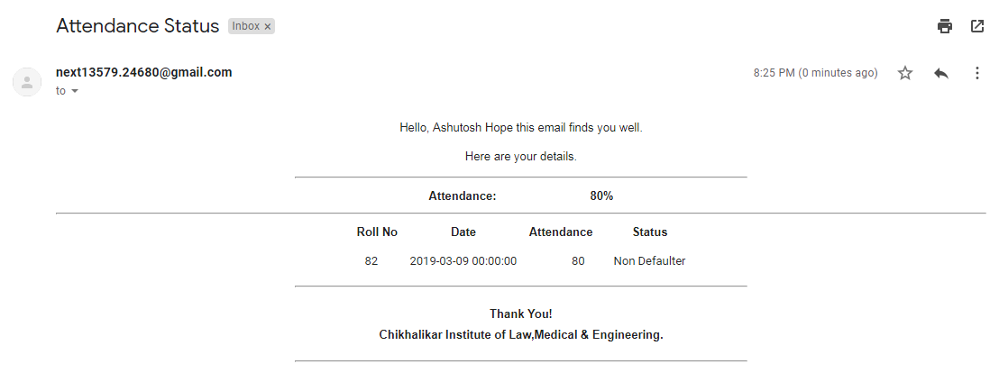 Attendance Status Inbox ×
next13579.24680@gmail.com 8:25 PM (0 minutes ago)
to
Hello, Ashutosh Hope this email finds you well.
Here are your details.
Attendance: 80%
Roll No Date Attendance Status
82 2019-03-09 00:00:00 80 Non Defaulter
Thank You!
Chikhalikar Institute of Law,Medical & Engineering.